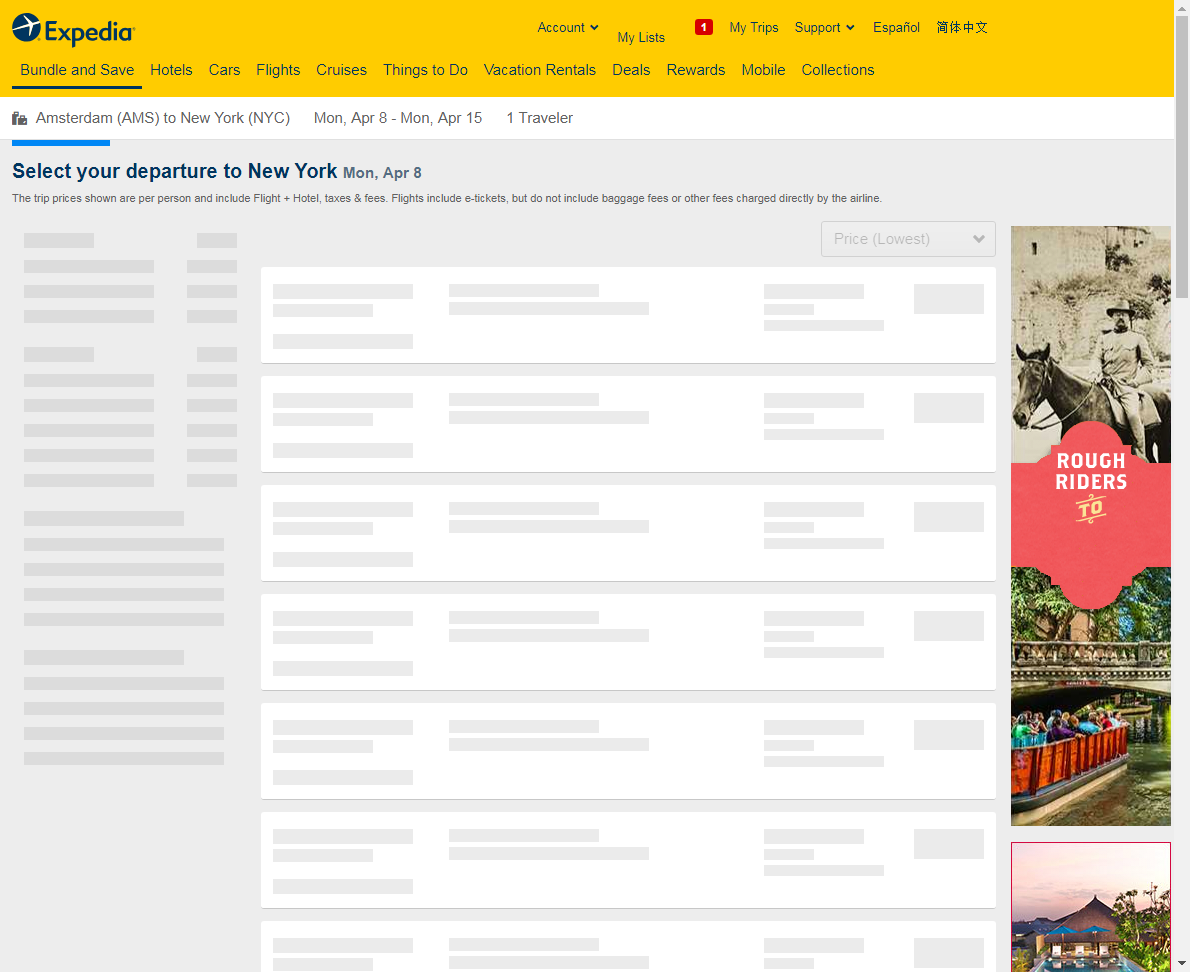 Expedia
Account
My Lists
1
My Trips
Support
Español
简体中文
Bundle and Save
Hotels
Cars
Flights
Cruises
Things to Do
Vacation Rentals
Deals
Rewards
Mobile
Collections
Amsterdam (AMS) to New York (NYC)
Mon, Apr 8 - Mon, Apr 15
1 Traveler
Select your departure to New York Mon, Apr 8
The trip prices shown are per person and include Flight + Hotel, taxes & fees. Flights include e-tickets, but do not include baggage fees or other fees charged directly by the airline.
Price (Lowest)
ROUGH
RIDERS
TO